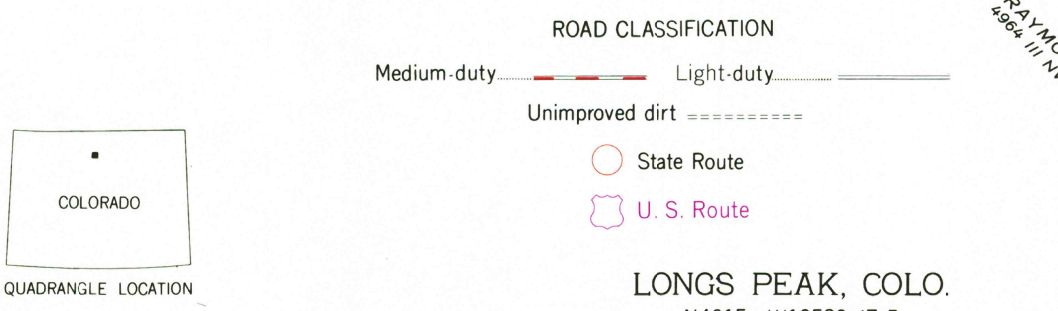 ROAD CLASSIFICATION
Medium-duty
Light-duty
Unimproved dirt
State Route
U. S. Route
COLORADO
QUADRANGLE LOCATION
LONGS PEAK, COLO.
4964 III